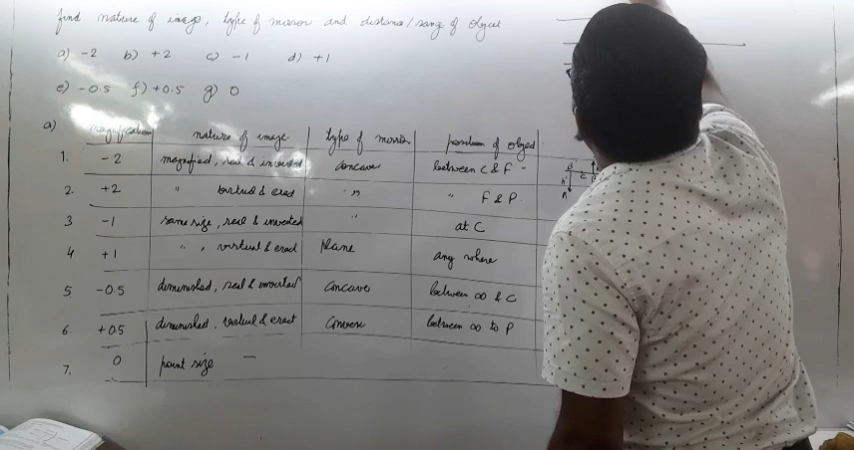 find nature of image, type of mirror and distance/range of object
a) -2 b) +2 c) -1 d) +1
e) -0.5 f) +0.5 g) 0
a) magnification nature of image type of mirror position of object
1. -2 magnified, real & inverted concave between C & F -
2. +2 " virtual & erect " " F & P.
3 -1 same size, real & inverted " at C
4 +1 " , virtual & erect Plane any where
5. -0.5 diminished, real & inverted concave between ∞ & C
6. +0.5 diminished, virtual & erect convex between ∞ to P
7. 0 point size —